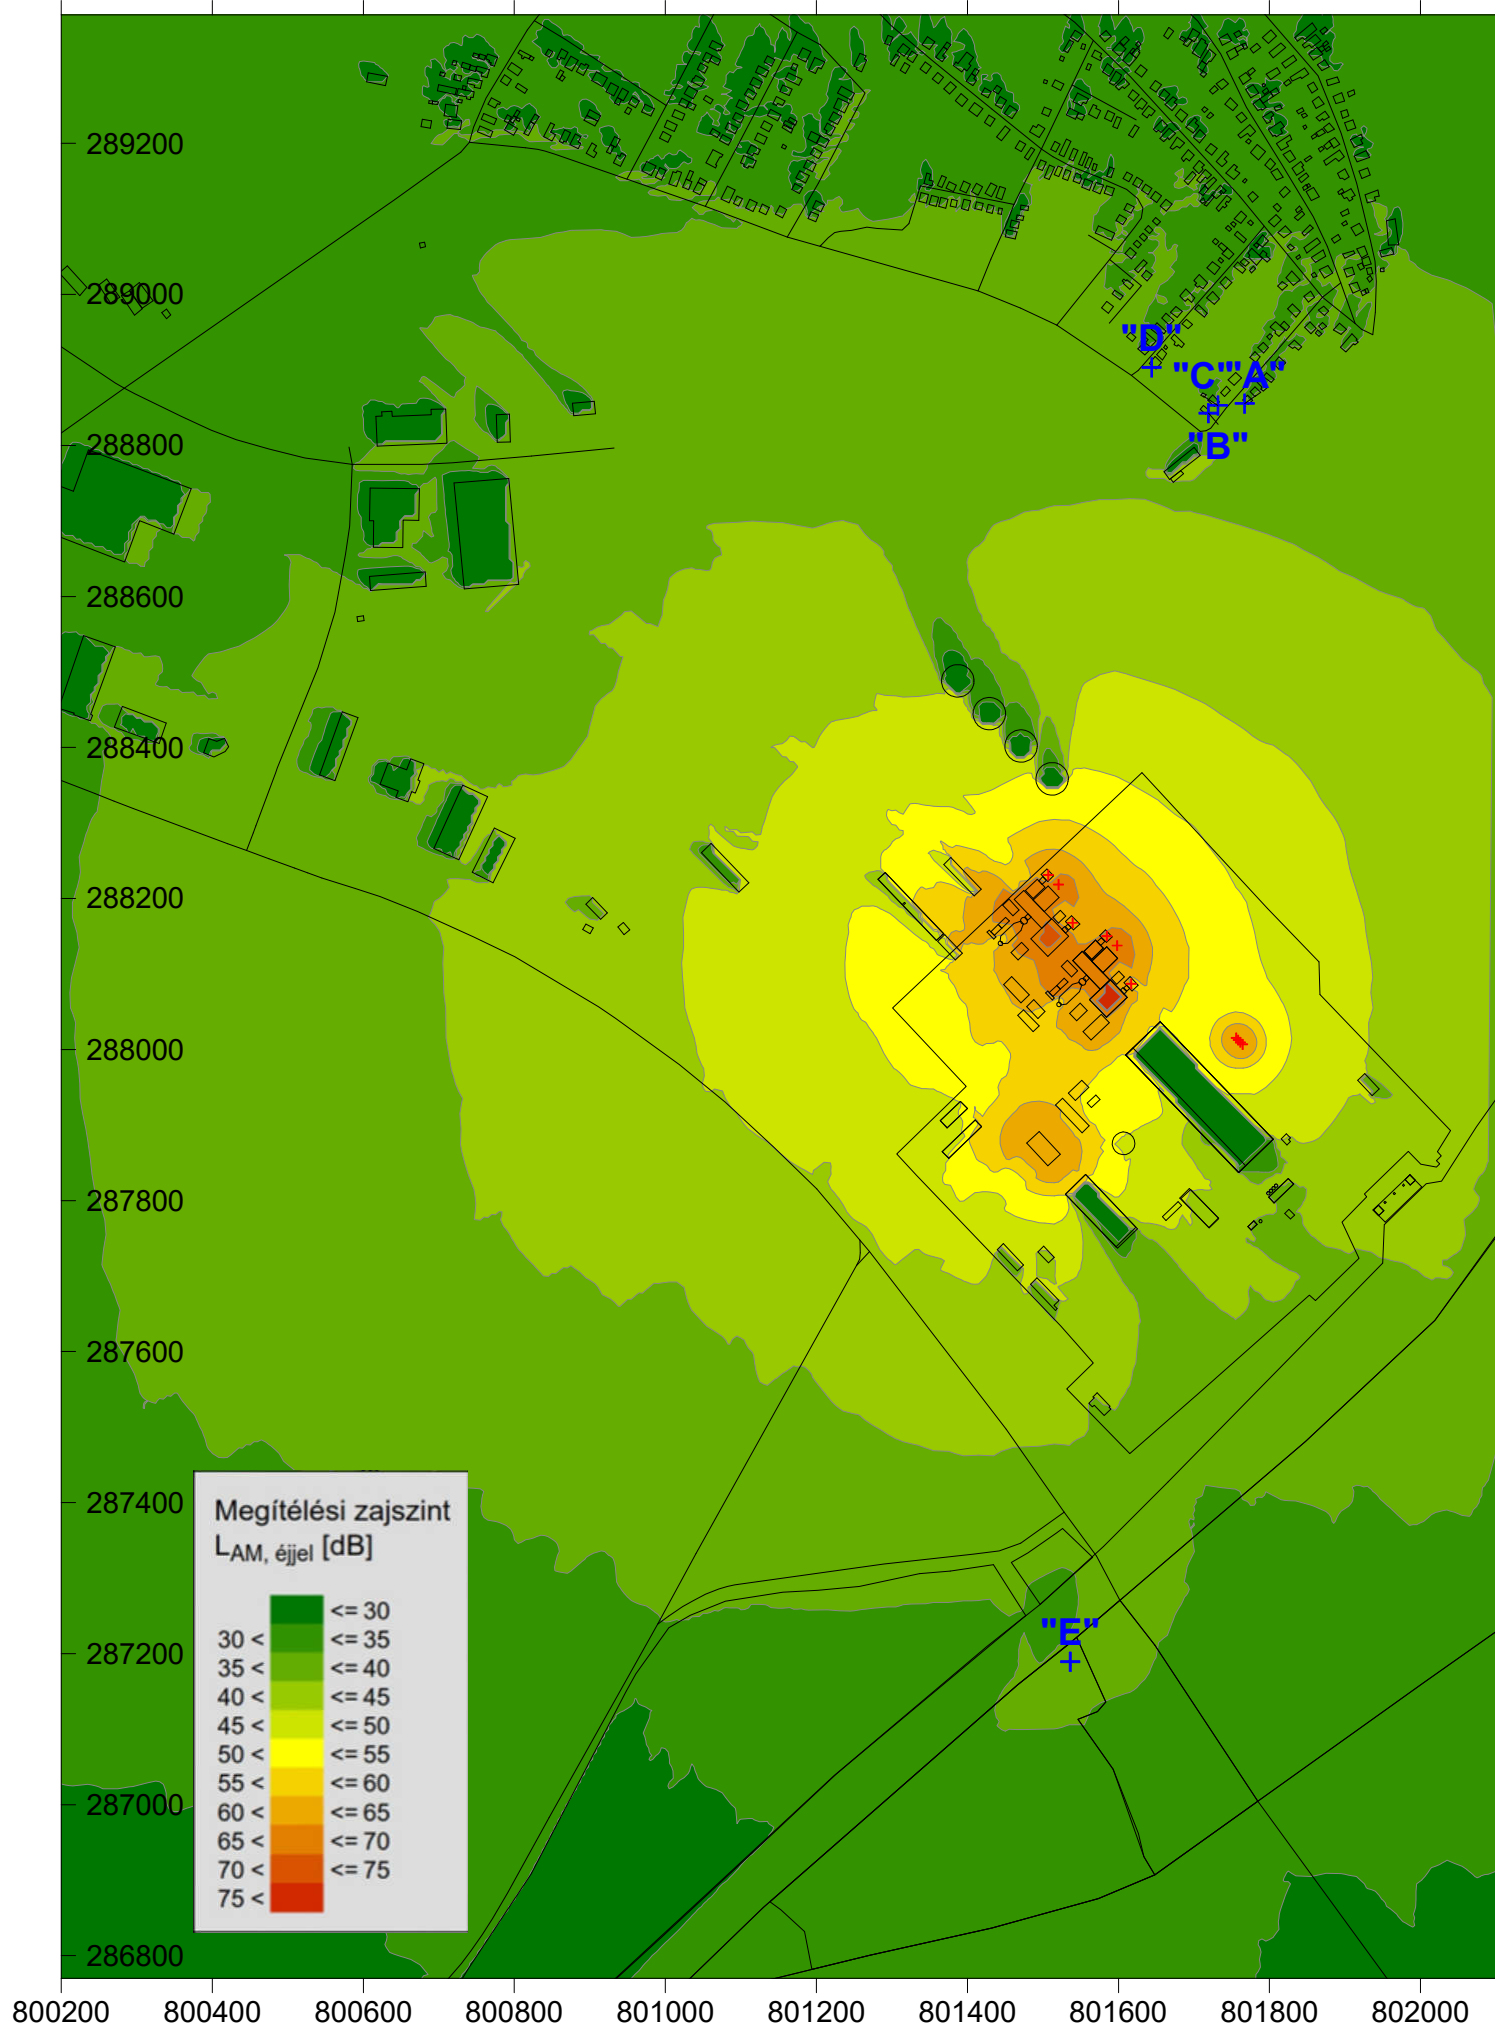 289200
289000
"D"
"C"
"A"
288800
"B"
288600
288400
288200
288000
287800
287600
287400
Megítélési zajszint
LAM, éjjel [dB]
<= 30
30 < <= 35
35 < <= 40
40 < <= 45
45 < <= 50
50 < <= 55
55 < <= 60
60 < <= 65
65 < <= 70
70 < <= 75
75 <
"E"
287200
287000
286800
800200 800400 800600 800800 801000 801200 801400 801600 801800 802000